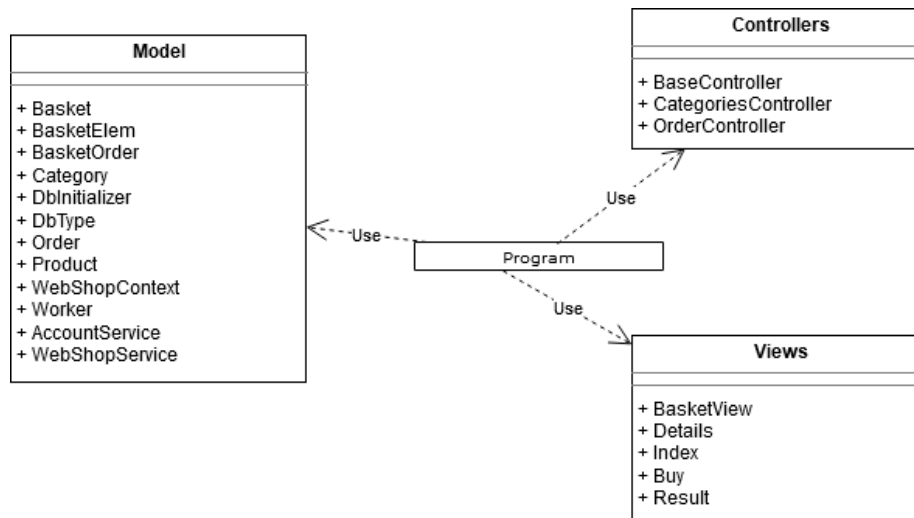 Model
+ Basket
+ BasketElem
+ BasketOrder
+ Category
+ DbInitializer
+ DbType
+ Order
+ Product
+ WebShopContext
+ Worker
+ AccountService
+ WebShopService
Controllers
+ BaseController
+ CategoriesController
+ OrderController
Use
Use
Program
Use
Views
+ BasketView
+ Details
+ Index
+ Buy
+ Result